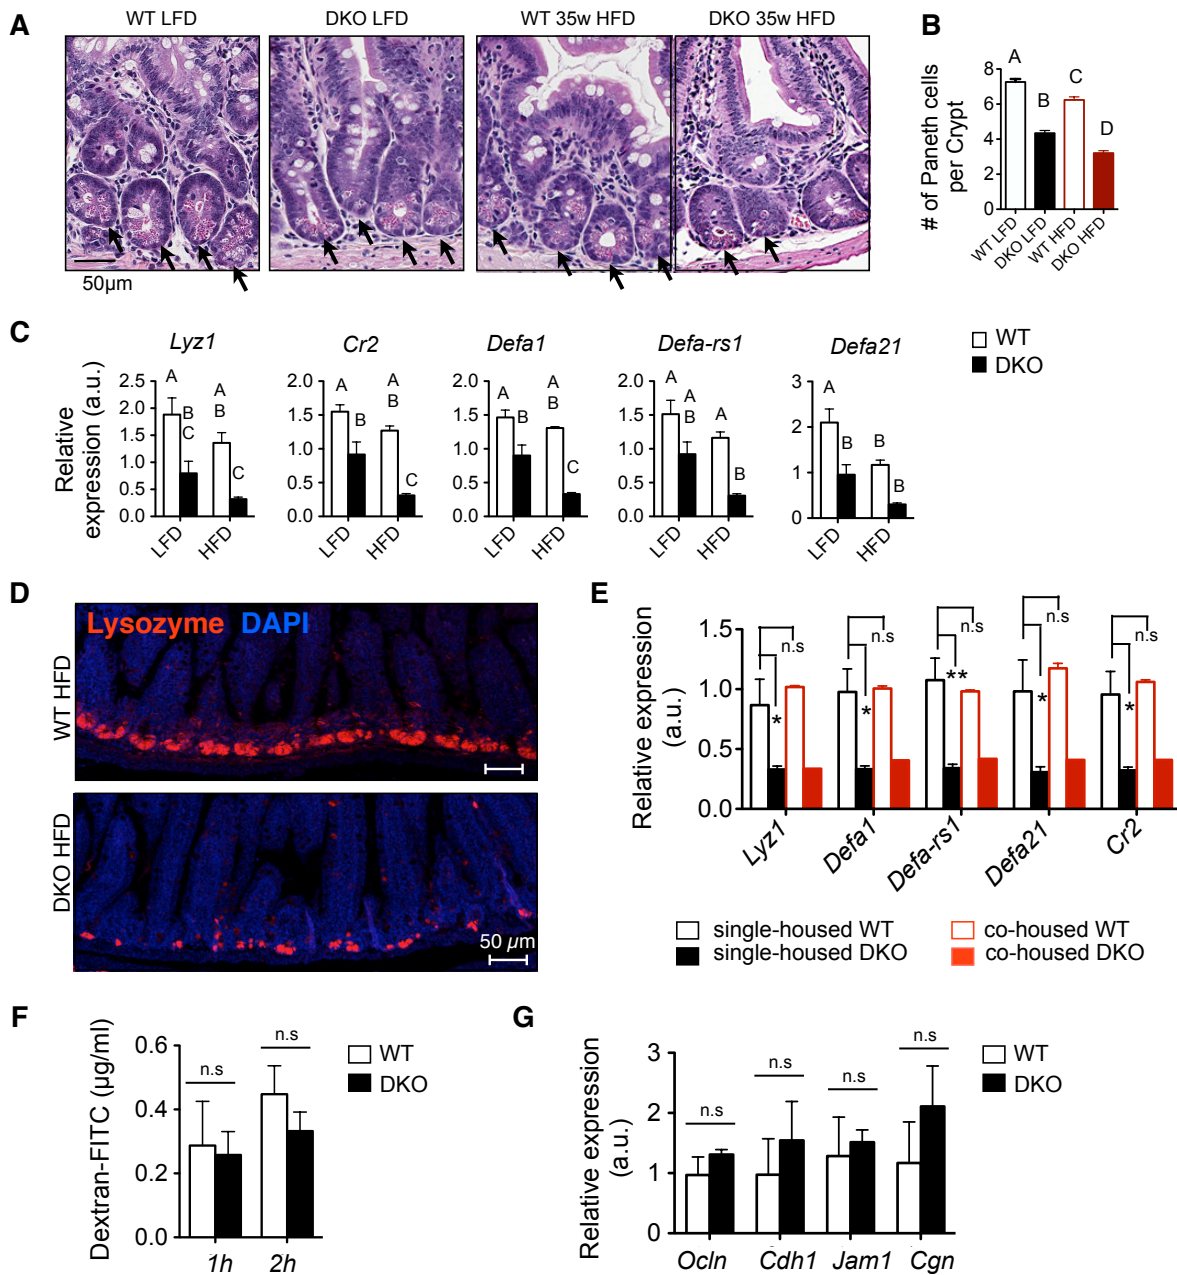 A
WT LFD
DKO LFD
WT 35w HFD
DKO 35w HFD
50µm
B
# of Paneth cells
per Crypt
8
6
4
2
0
A
B
C
D
WT LFD
DKO LFD
WT HFD
DKO HFD
C
Relative
expression (a.u.)
Lyz1
2.5
2.0
1.5
1.0
0.5
0.0
A
B
C
A
B
C
LFD
HFD
Cr2
2.0
1.5
1.0
0.5
0.0
A
B
A
B
C
LFD
HFD
Defa1
2.0
1.5
1.0
0.5
0.0
A
B
A
B
C
LFD
HFD
Defa-rs1
2.0
1.5
1.0
0.5
0.0
A
A
B
A
B
LFD
HFD
Defa21
3
2
1
0
A
B
B
B
LFD
HFD
WT
DKO
D
Lysozyme DAPI
WT HFD
DKO HFD
50 µm
E
Relative expression
(a.u.)
1.5
1.0
0.5
0.0
n.s
*
n.s
*
n.s
**
n.s
*
n.s
*
Lyz1
Defa1
Defa-rs1
Defa21
Cr2
single-housed WT
single-housed DKO
co-housed WT
co-housed DKO
F
Dextran-FITC (µg/ml)
0.6
0.4
0.2
0.0
n.s
n.s
1h
2h
WT
DKO
G
Relative expression
(a.u.)
3
2
1
0
n.s
n.s
n.s
n.s
Ocln
Cdh1
Jam1
Cgn
WT
DKO